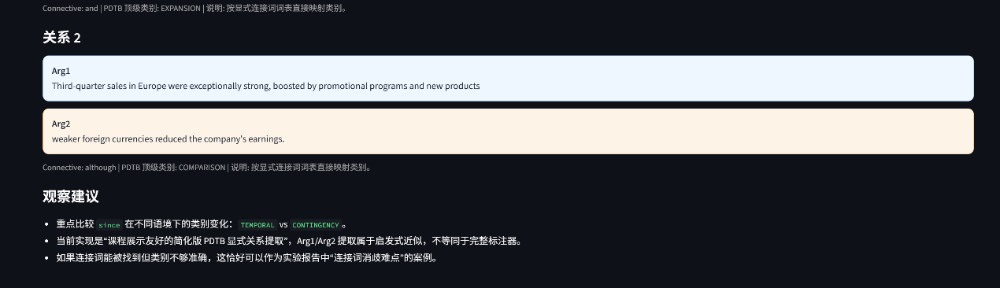 Connective: and | PDTB 顶级类别: EXPANSION | 说明: 按显式连接词词表直接映射类别。
关系 2
Arg1
Third-quarter sales in Europe were exceptionally strong, boosted by promotional programs and new products
Arg2
weaker foreign currencies reduced the company's earnings.
Connective: although | PDTB 顶级类别: COMPARISON | 说明: 按显式连接词词表直接映射类别。
观察建议
• 重点比较 since 在不同语境下的类别变化： TEMPORAL vs CONTINGENCY 。
• 当前实现是“课程展示友好的简化版 PDTB 显式关系提取”，Arg1/Arg2 提取属于启发式近似，不等同于完整标注器。
• 如果连接词能被找到但类别不够准确，这恰好可以作为实验报告中“连接词消歧难点”的案例。